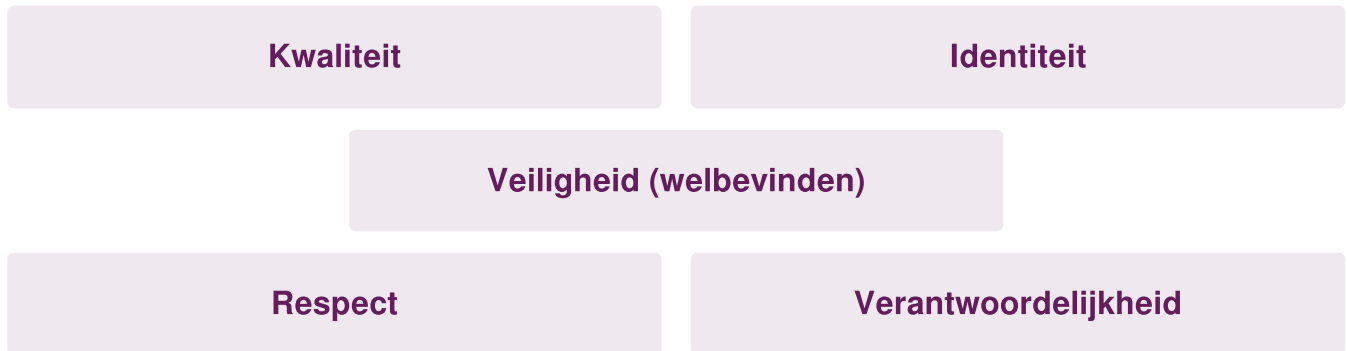 Kwaliteit
Identiteit
Veiligheid (welbevinden)
Respect
Verantwoordelijkheid